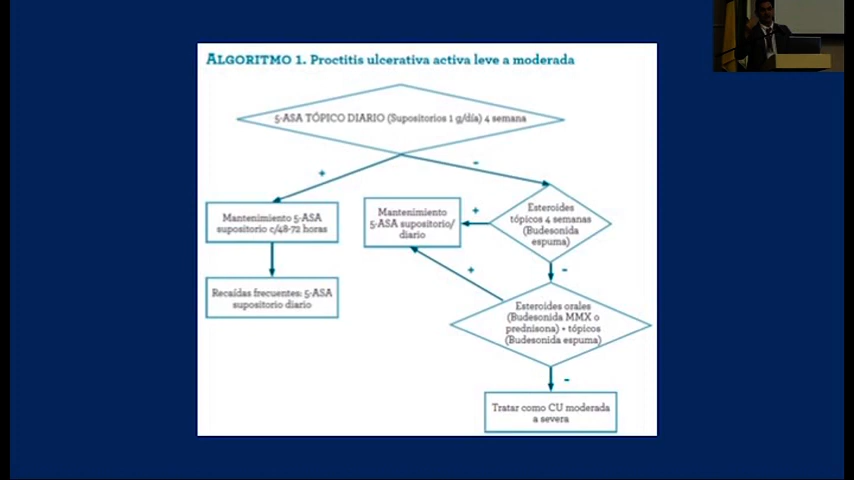 ALGORITMO 1. Proctitis ulcerativa activa leve a moderada
5-ASA TÓPICO DIARIO (Supositorios 1 g/día) 4 semana
+
-
Mantenimiento 5-ASA
supositorio c/48-72 horas
Mantenimiento
5-ASA supositorio/
diario
+
Esteroides
tópicos 4 semanas
(Budesonida
espuma)
+
-
Recaídas frecuentes: 5-ASA
supositorio diario
Esteroides orales
(Budesonida MMX o
prednisona) + tópicos
(Budesonida espuma)
-
Tratar como CU moderada
a severa